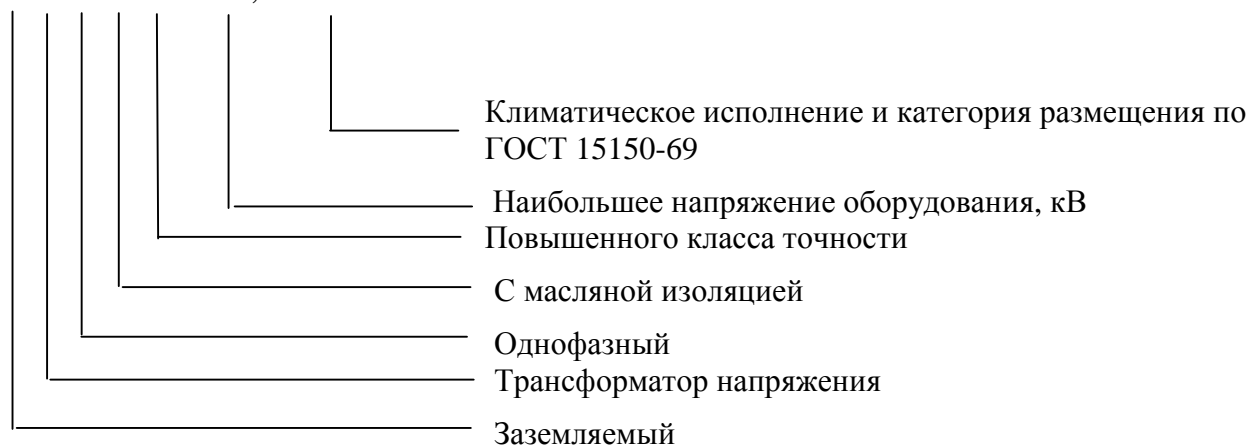 Климатическое исполнение и категория размещения по
ГОСТ 15150-69
Наибольшее напряжение оборудования, кВ
Повышенного класса точности
С масляной изоляцией
Однофазный
Трансформатор напряжения
Заземляемый